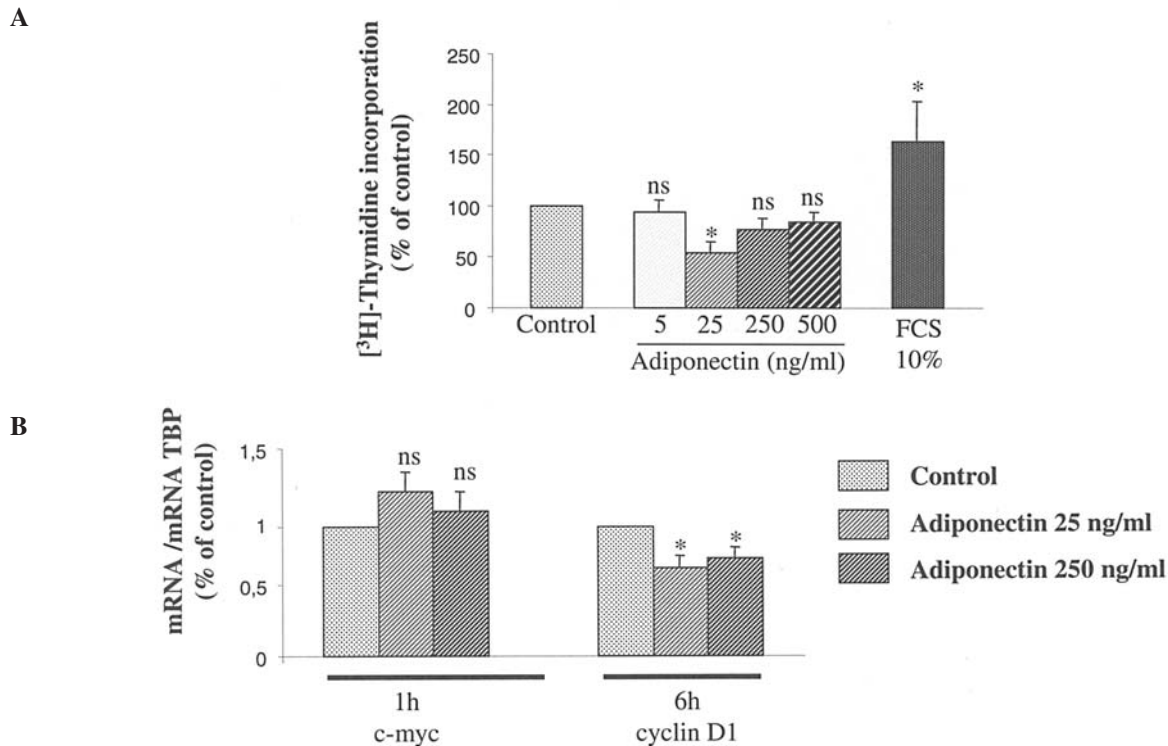 A
[³H]-Thymidine incorporation
(% of control)
250
200
150
100
50
0
ns
*
ns
ns
*
Control
5 25 250 500
Adiponectin (ng/ml)
FCS
10%
B
mRNA /mRNA TBP
(% of control)
1,5
1
0,5
0
ns
ns
*
*
1h
c-myc
6h
cyclin D1
Control
Adiponectin 25 ng/ml
Adiponectin 250 ng/ml